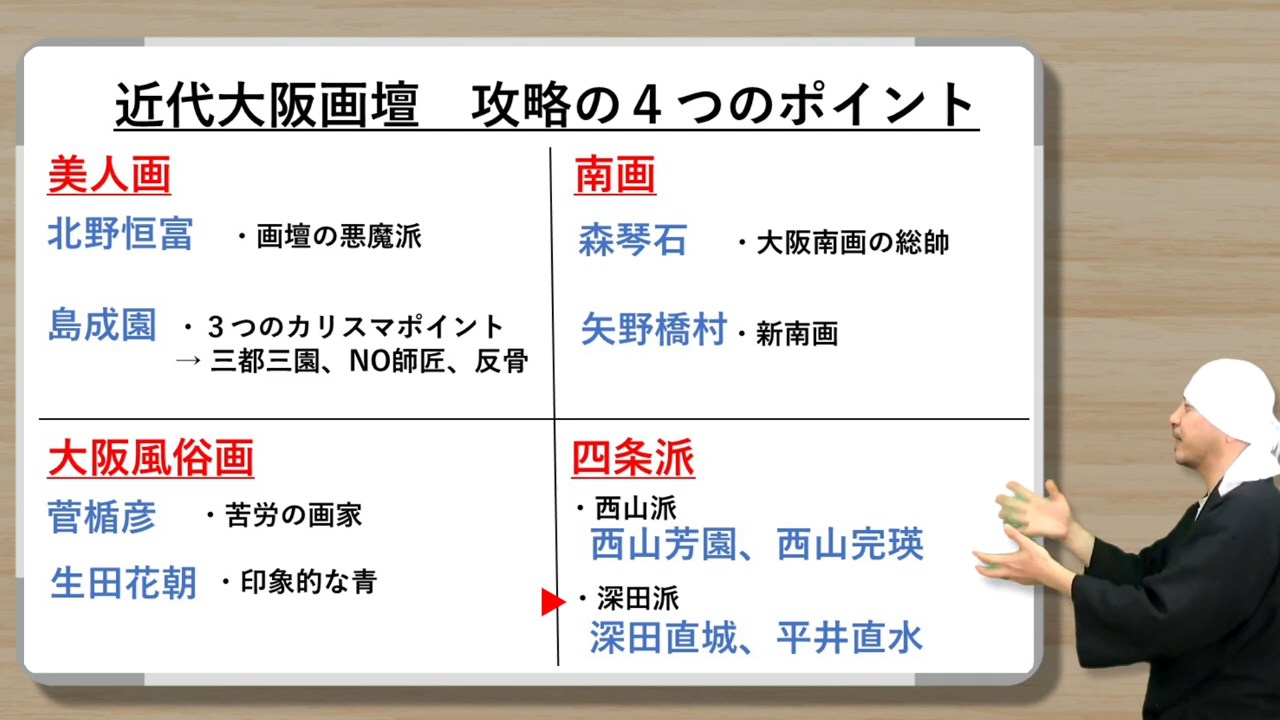 近代大阪画壇　攻略の４つのポイント
美人画
北野恒富　・画壇の悪魔派
島成園　・３つのカリスマポイント
→ 三都三園、NO師匠、反骨
南画
森琴石　・大阪南画の総帥
矢野橋村・新南画
大阪風俗画
菅楯彦　・苦労の画家
生田花朝　・印象的な青
四条派
・西山派
西山芳園、西山完瑛
・深田派
深田直城、平井直水